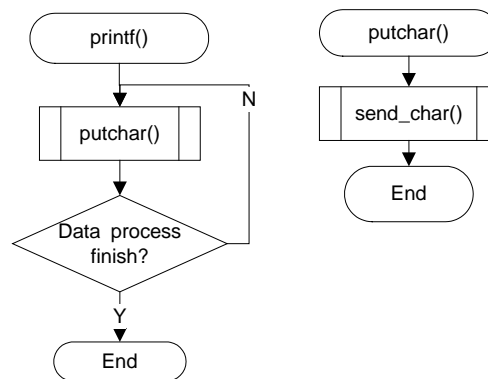 printf()
N
putchar()
Data process
finish?
Y
End
putchar()
send_char()
End